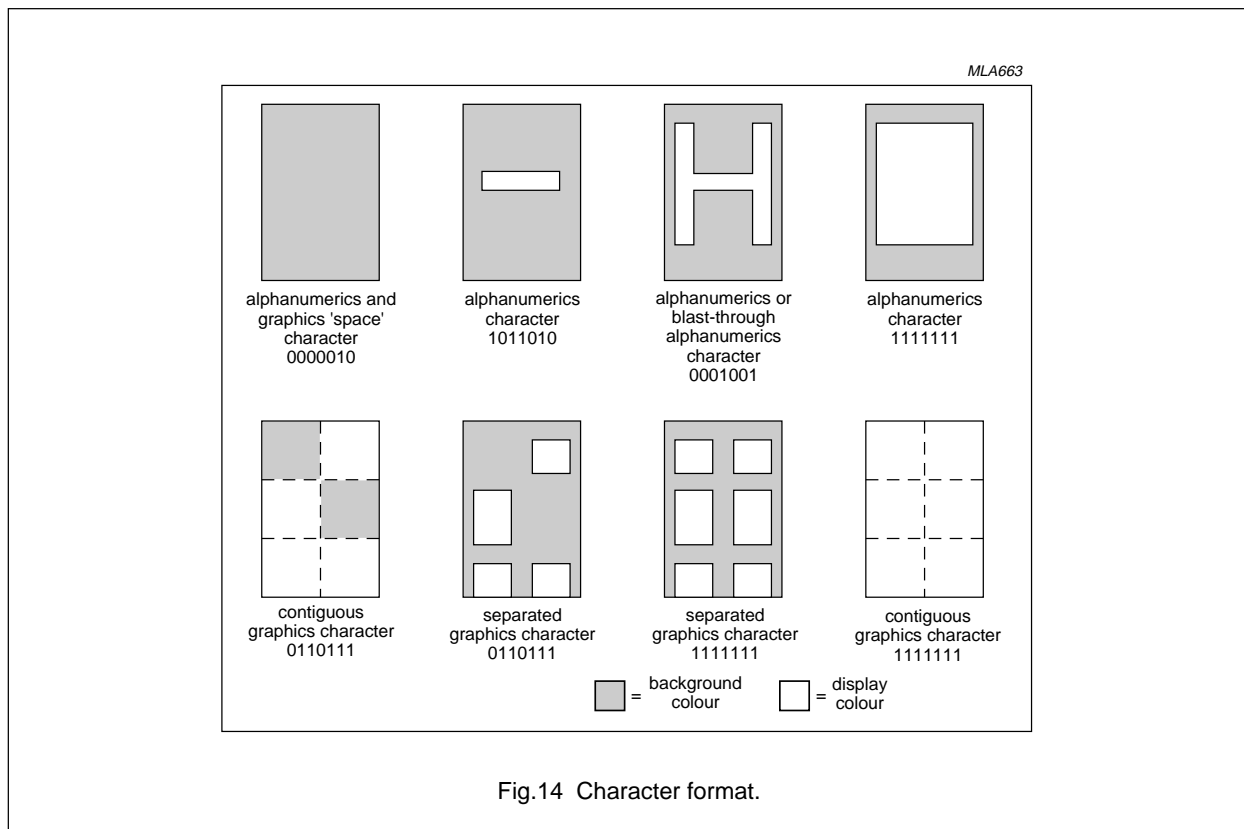 MLA663
alphanumerics and
graphics 'space'
character
0000010
alphanumerics
character
1011010
alphanumerics or
blast-through
alphanumerics
character
0001001
alphanumerics
character
1111111
contiguous
graphics character
0110111
separated
graphics character
0110111
separated
graphics character
1111111
contiguous
graphics character
1111111
= background
colour
= display
colour
Fig.14 Character format.